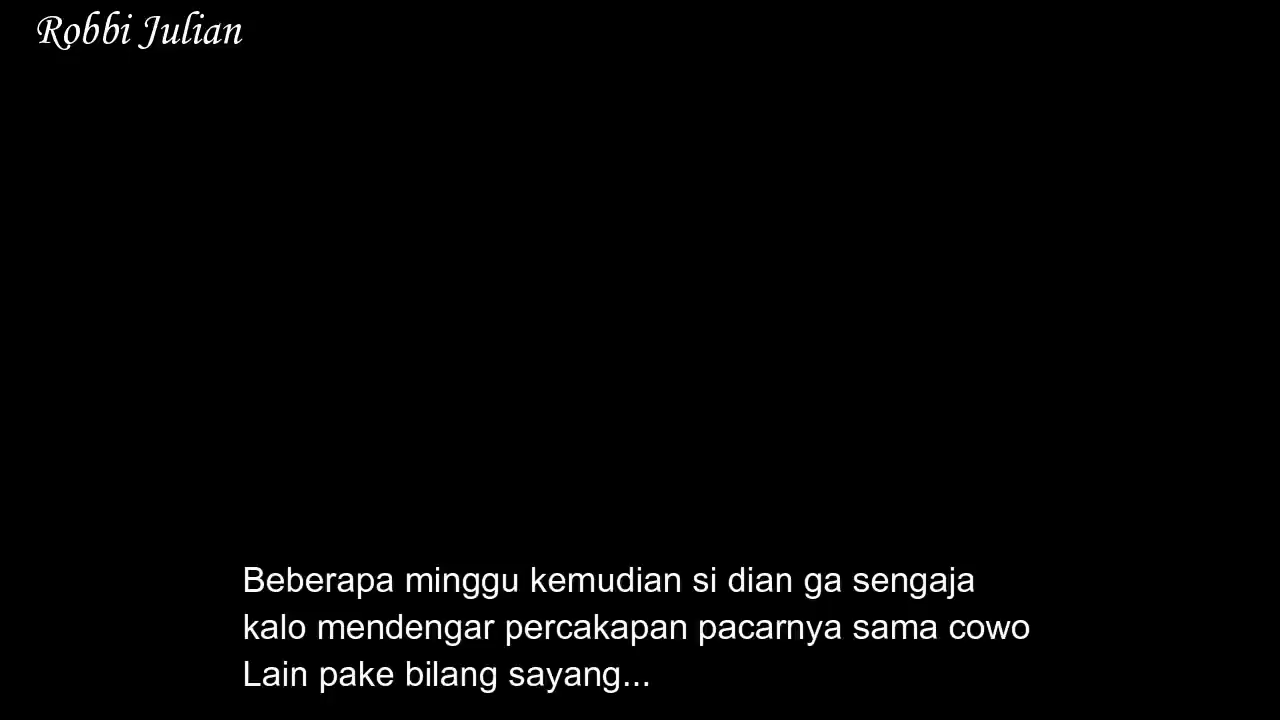 Robbi Julian
Beberapa minggu kemudian si dian ga sengaja
kalo mendengar percakapan pacarnya sama cowo
Lain pake bilang sayang...